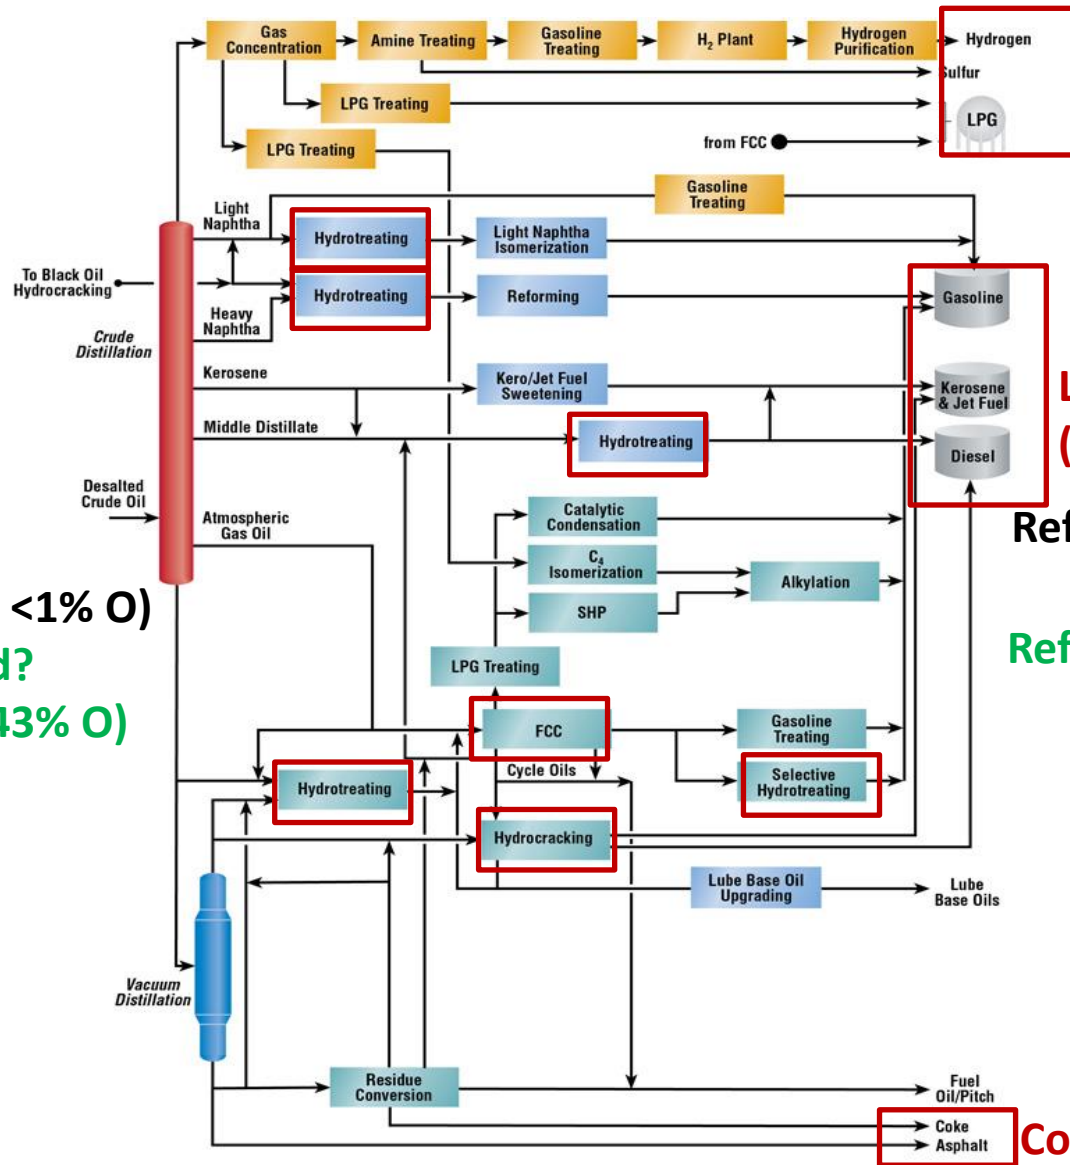 Gas
Concentration
Amine Treating
Gasoline
Treating
H₂ Plant
Hydrogen
Purification
Hydrogen
Sulfur
LPG Treating
LPG
LPG Treating
from FCC
Gasoline
Treating
Light
Naphtha
Hydrotreating
Light Naphtha
Isomerization
To Black Oil
Hydrocracking
Hydrotreating
Reforming
Gasoline
Heavy
Naphtha
Crude
Distillation
Kerosene
Kero/Jet Fuel
Sweetening
Kerosene
& Jet Fuel
L
(
Middle Distillate
Hydrotreating
Diesel
Desalted
Crude Oil
Atmospheric
Gas Oil
Catalytic
Condensation
Ref
C₄
Isomerization
Alkylation
<1% O)
SHP
d?
Ref
LPG Treating
43% O)
FCC
Gasoline
Treating
Cycle Oils
Selective
Hydrotreating
Hydrotreating
Hydrocracking
Lube Base Oil
Upgrading
Lube
Base Oils
Vacuum
Distillation
Residue
Conversion
Fuel
Oil/Pitch
Coke
Asphalt
Co